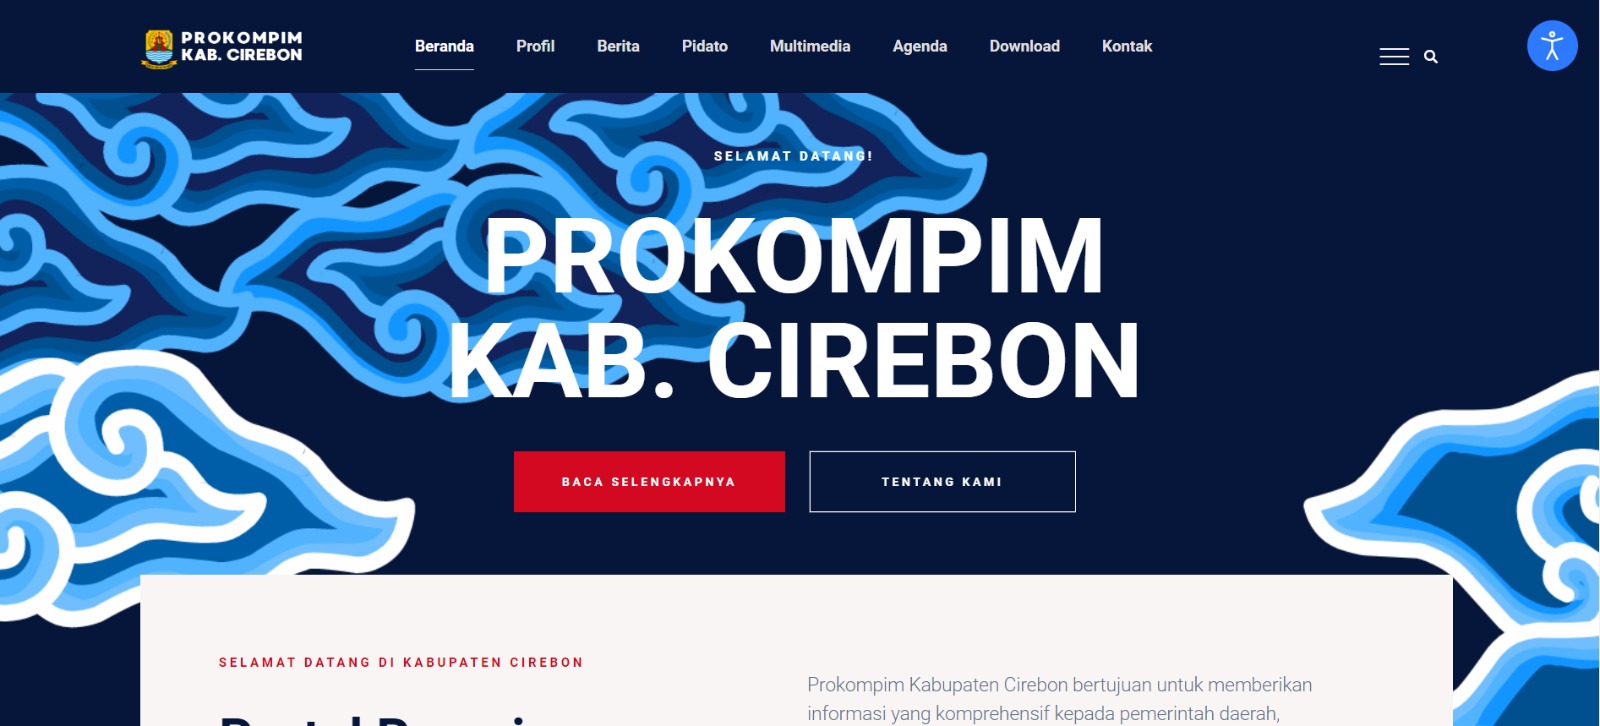 PROKOMPIM
KAB. CIREBON
Beranda
Profil
Berita
Pidato
Multimedia
Agenda
Download
Kontak
SELAMAT DATANG!
PROKOMPIM
KAB. CIREBON
BACA SELENGKAPNYA
TENTANG KAMI
SELAMAT DATANG DI KABUPATEN CIREBON
Prokompim Kabupaten Cirebon bertujuan untuk memberikan
informasi yang komprehensif kepada pemerintah daerah,